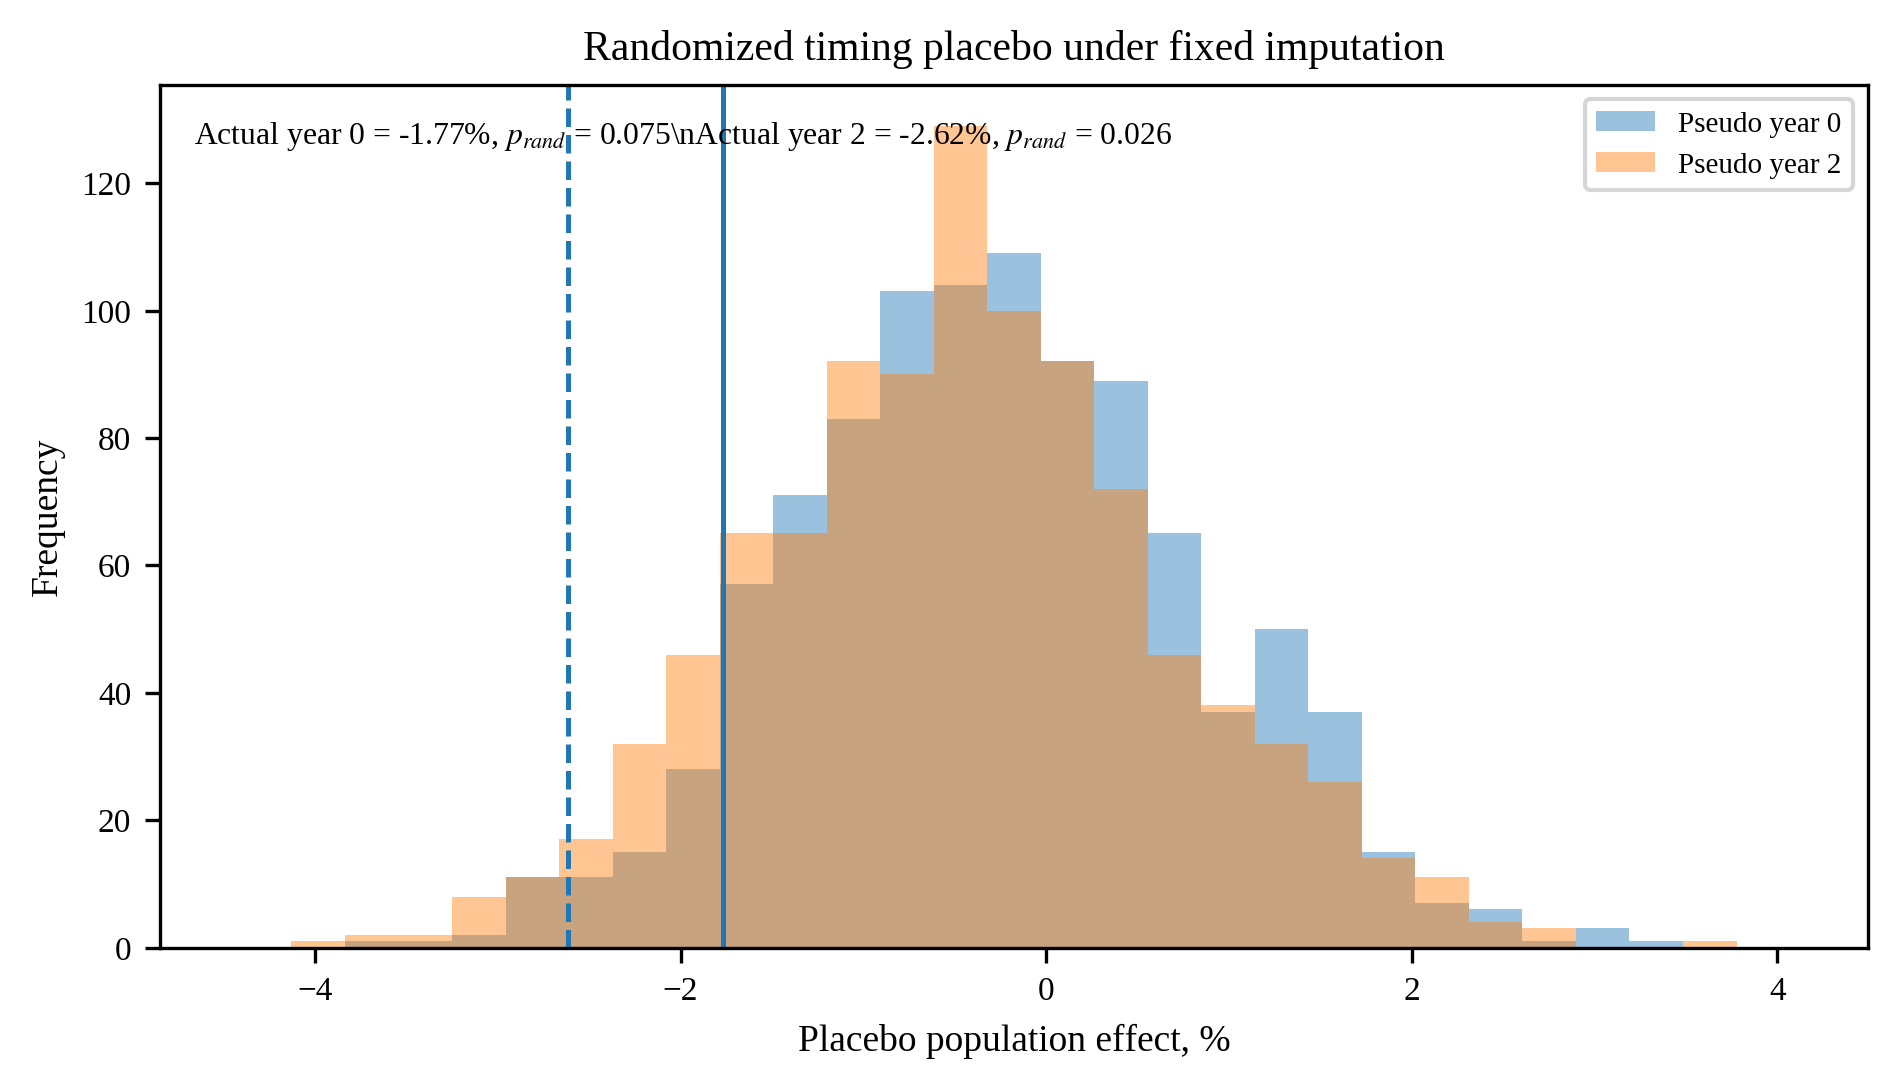 Randomized timing placebo under fixed imputation
Actual year 0 = -1.77%, p_rand = 0.075\nActual year 2 = -2.62%, p_rand = 0.026
Pseudo year 0
Pseudo year 2
Frequency
120
100
80
60
40
20
0
−4
−2
0
2
4
Placebo population effect, %